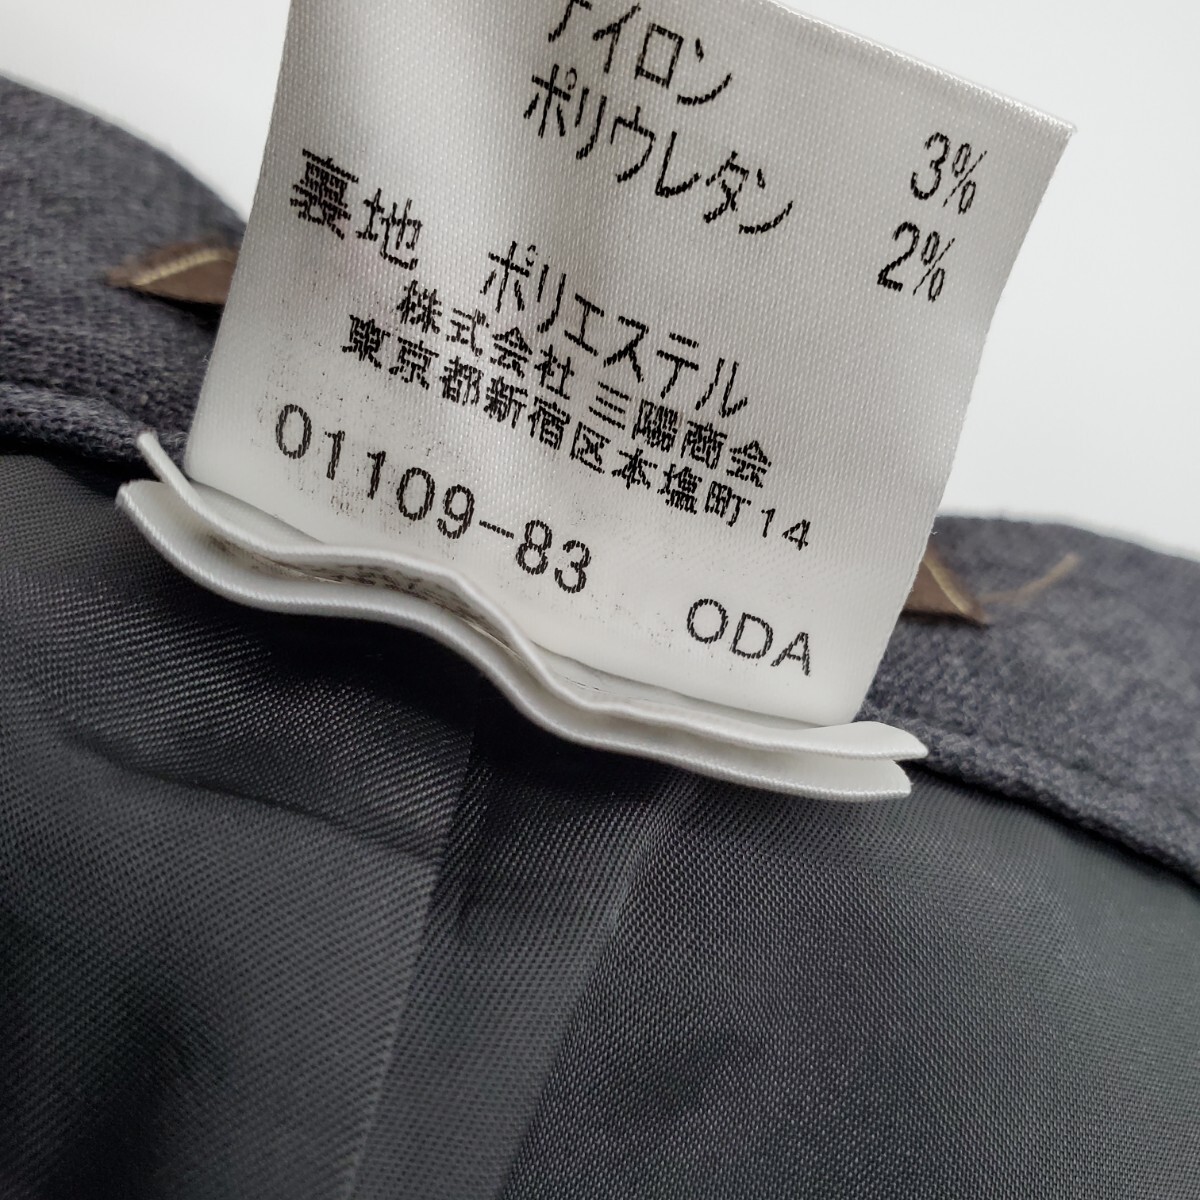 ナイロン 3%
ポリウレタン 2%
裏地 ポリエステル
株式会社 三陽商会
東京都新宿区本塩町14
01109-83 ODA